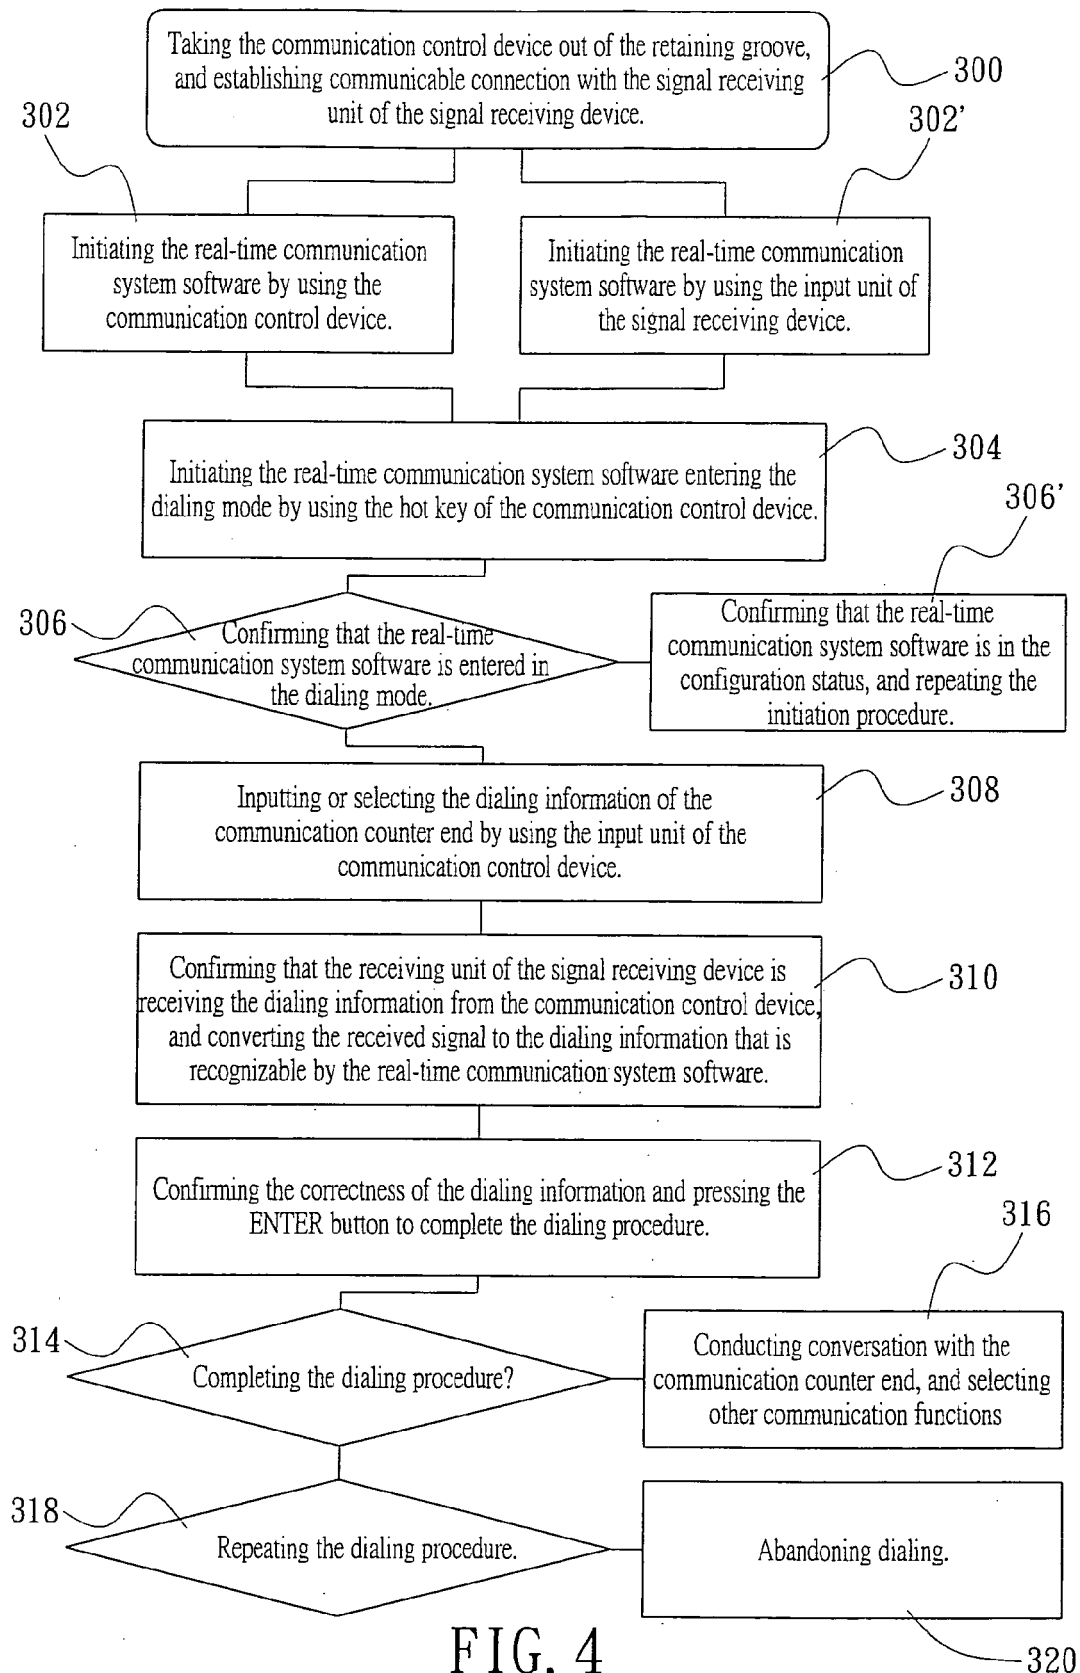 Taking the communication control device out of the retaining groove,
and establishing communicable connection with the signal receiving
unit of the signal receiving device.
300
302
302'
Initiating the real-time communication
system software by using the
communication control device.
Initiating the real-time communication
system software by using the input unit of
the signal receiving device.
304
Initiating the real-time communication system software entering the
dialing mode by using the hot key of the communication control device.
306'
306
Confirming that the real-time
communication system software is entered in
the dialing mode.
Confirming that the real-time
communication system software is in the
configuration status, and repeating the
initiation procedure.
308
Inputting or selecting the dialing information of the
communication counter end by using the input unit of the
communication control device.
310
Confirming that the receiving unit of the signal receiving device is
receiving the dialing information from the communication control device,
and converting the received signal to the dialing information that is
recognizable by the real-time communication system software.
312
Confirming the correctness of the dialing information and pressing the
ENTER button to complete the dialing procedure.
316
314
Completing the dialing procedure?
Conducting conversation with the
communication counter end, and selecting
other communication functions
318
Repeating the dialing procedure.
Abandoning dialing.
320
FIG. 4